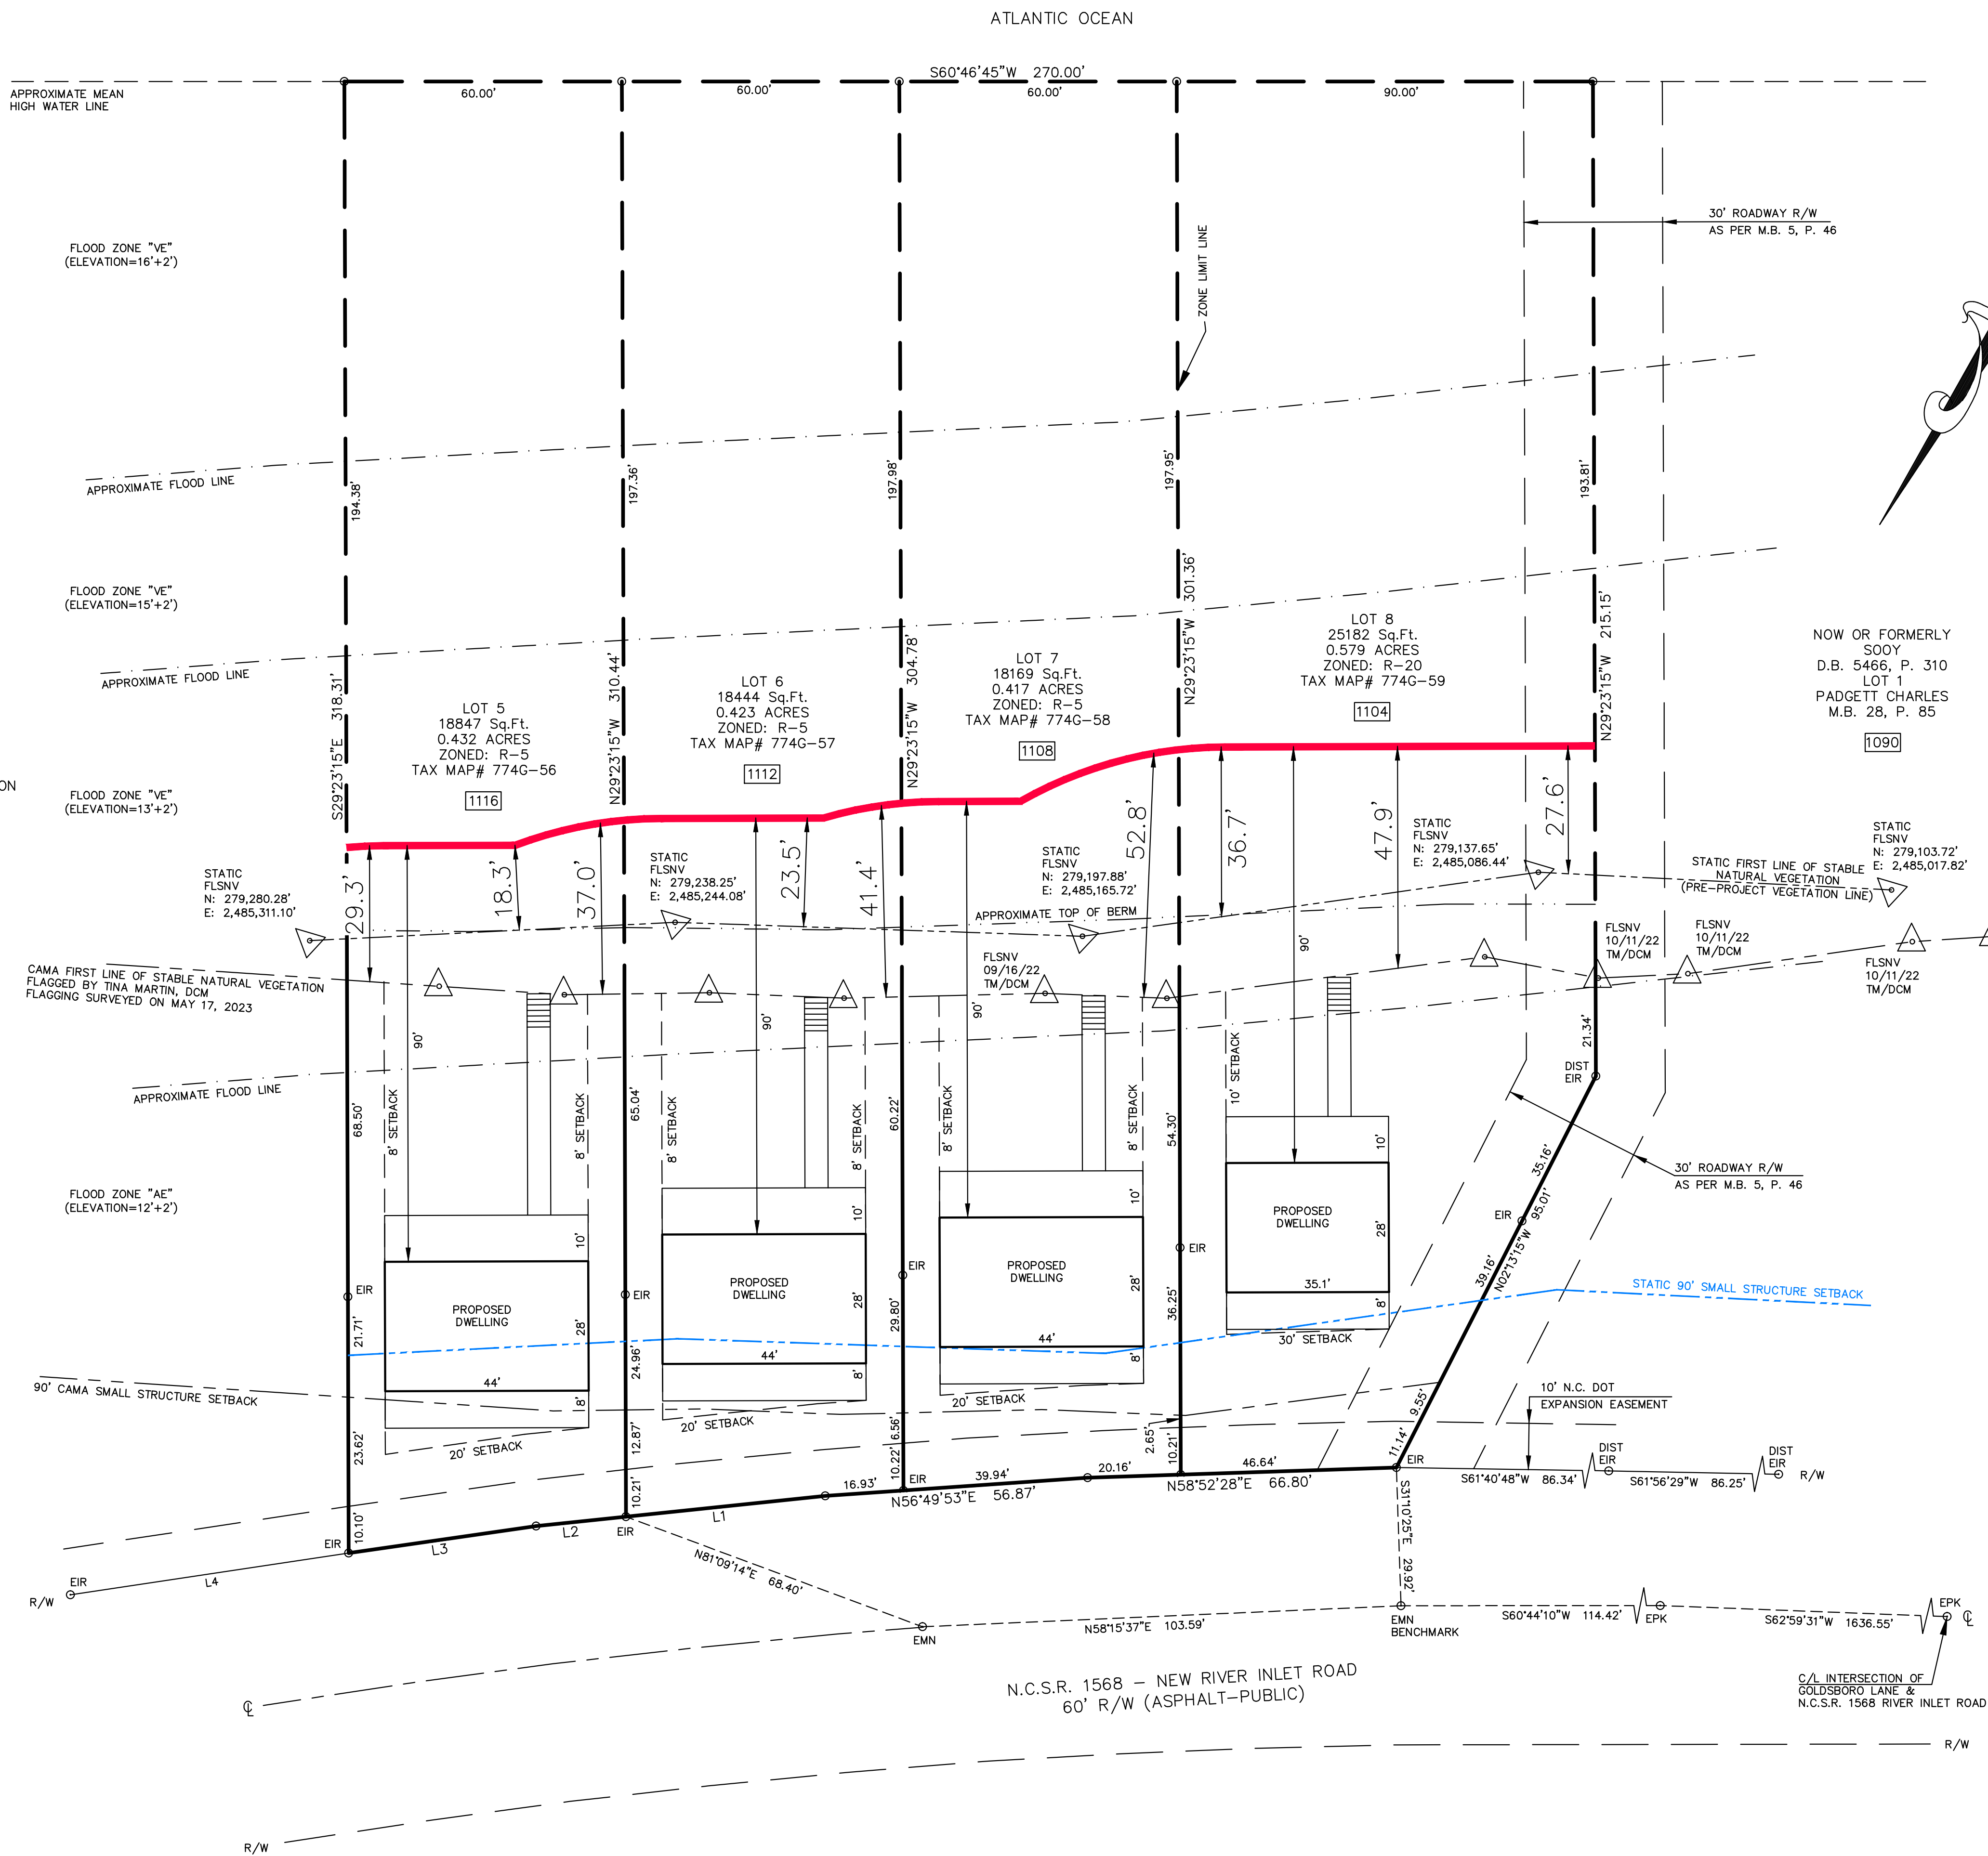 ATLANTIC OCEAN
S60°46'45"W 270.00'
APPROXIMATE MEAN
HIGH WATER LINE
60.00'
60.00'
60.00'
90.00'
30' ROADWAY R/W
AS PER M.B. 5, P. 46
FLOOD ZONE "VE"
(ELEVATION=16'+2')
ZONE LIMIT LINE
APPROXIMATE FLOOD LINE
194.38'
197.36'
197.98'
197.95'
193.81'
FLOOD ZONE "VE"
(ELEVATION=15'+2')
APPROXIMATE FLOOD LINE
S29°23'15"E 318.31'
N29°23'15"W 310.44'
N29°23'15"W 304.78'
N29°23'15"W 301.36'
N29°23'15"W 215.15'
LOT 5
18847 Sq.Ft.
0.432 ACRES
ZONED: R-5
TAX MAP# 774G-56
1116
LOT 6
18444 Sq.Ft.
0.423 ACRES
ZONED: R-5
TAX MAP# 774G-57
1112
LOT 7
18169 Sq.Ft.
0.417 ACRES
ZONED: R-5
TAX MAP# 774G-58
1108
LOT 8
25182 Sq.Ft.
0.579 ACRES
ZONED: R-20
TAX MAP# 774G-59
1104
NOW OR FORMERLY
SOOY
D.B. 5466, P. 310
LOT 1
PADGETT CHARLES
M.B. 28, P. 85
1090
ON
FLOOD ZONE "VE"
(ELEVATION=13'+2')
STATIC
FLSNV
N: 279,280.28'
E: 2,485,311.10'
29.3'
18.3'
37.0'
STATIC
FLSNV
N: 279,238.25'
E: 2,485,244.08'
23.5'
41.4'
STATIC
FLSNV
N: 279,197.88'
E: 2,485,165.72'
52.8'
36.7'
47.9'
STATIC
FLSNV
N: 279,137.65'
E: 2,485,086.44'
27.6'
STATIC FIRST LINE OF STABLE
NATURAL VEGETATION
(PRE-PROJECT VEGETATION LINE)
STATIC
FLSNV
N: 279,103.72'
E: 2,485,017.82'
APPROXIMATE TOP OF BERM
CAMA FIRST LINE OF STABLE NATURAL VEGETATION
FLAGGED BY TINA MARTIN, DCM
FLAGGING SURVEYED ON MAY 17, 2023
FLSNV
09/16/22
TM/DCM
FLSNV
10/11/22
TM/DCM
FLSNV
10/11/22
TM/DCM
FLSNV
10/11/22
TM/DCM
90'
90'
90'
90'
APPROXIMATE FLOOD LINE
68.50'
8' SETBACK
8' SETBACK
65.04'
8' SETBACK
8' SETBACK
60.22'
8' SETBACK
8' SETBACK
54.30'
10' SETBACK
21.34'
DIST
EIR
35.16'
30' ROADWAY R/W
AS PER M.B. 5, P. 46
FLOOD ZONE "AE"
(ELEVATION=12'+2')
10'
10'
10'
10'
EIR
EIR
EIR
EIR
EIR
PROPOSED
DWELLING
28'
44'
8'
PROPOSED
DWELLING
28'
44'
8'
PROPOSED
DWELLING
28'
44'
8'
PROPOSED
DWELLING
28'
35.1'
8'
39.16'
N02°13'15"W 95.01'
STATIC 90' SMALL STRUCTURE SETBACK
21.71'
24.96'
29.80'
36.25'
90' CAMA SMALL STRUCTURE SETBACK
20' SETBACK
20' SETBACK
20' SETBACK
30' SETBACK
10' N.C. DOT
EXPANSION EASEMENT
23.62'
12.87'
6.56'
2.65'
9.55'
10.10'
10.21'
10.22'
10.21'
11.14'
EIR
EIR
L4
R/W
EIR
L3
L2
EIR
L1
16.93'
EIR
39.94'
20.16'
46.64'
N56°49'53"E 56.87'
N58°52'28"E 66.80'
EIR
S61°40'48"W 86.34'
DIST
EIR
S61°56'29"W 86.25'
DIST
EIR
R/W
N81°09'14"E 68.40'
S31°10'25"E 29.92'
EMN
N58°15'37"E 103.59'
EMN
BENCHMARK
S60°44'10"W 114.42'
EPK
S62°59'31"W 1636.55'
EPK
℄
C/L INTERSECTION OF
GOLDSBORO LANE &
N.C.S.R. 1568 RIVER INLET ROAD
℄
N.C.S.R. 1568 - NEW RIVER INLET ROAD
60' R/W (ASPHALT-PUBLIC)
R/W
R/W